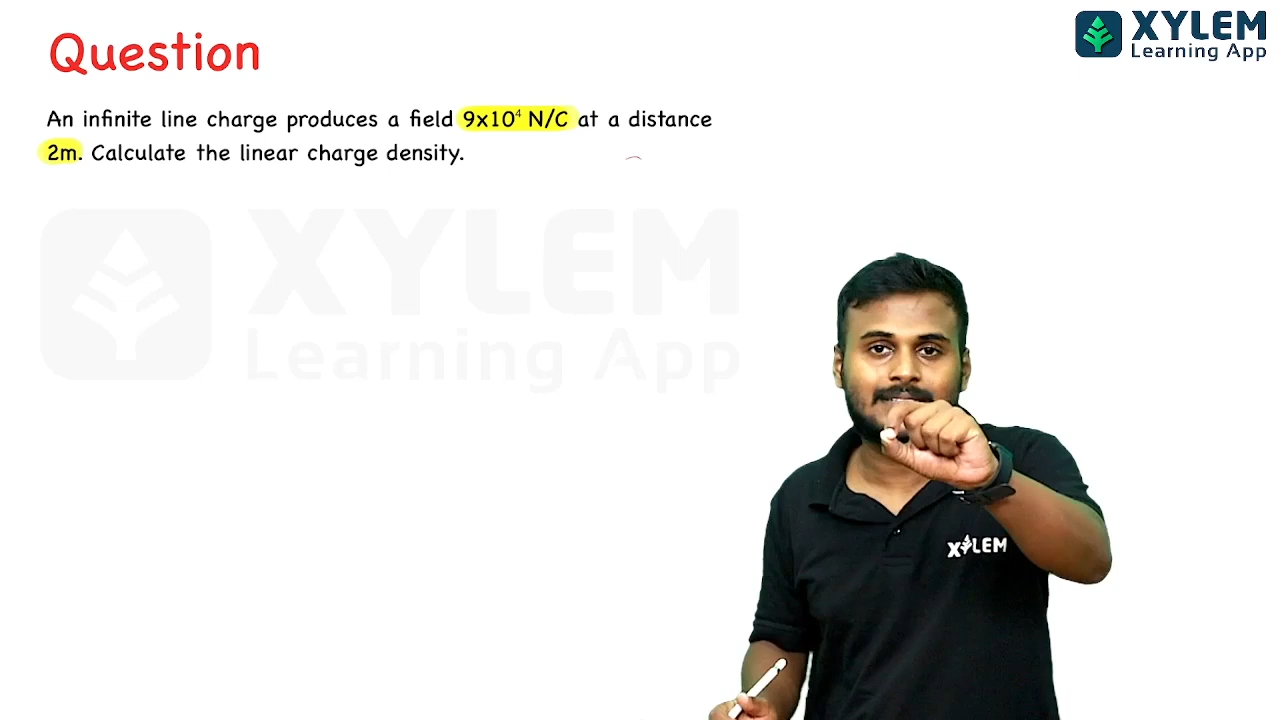 Question
XYLEM
Learning App
An infinite line charge produces a field 9x10⁴ N/C at a distance
2m. Calculate the linear charge density.
XYLEM
Learning App
XYLEM